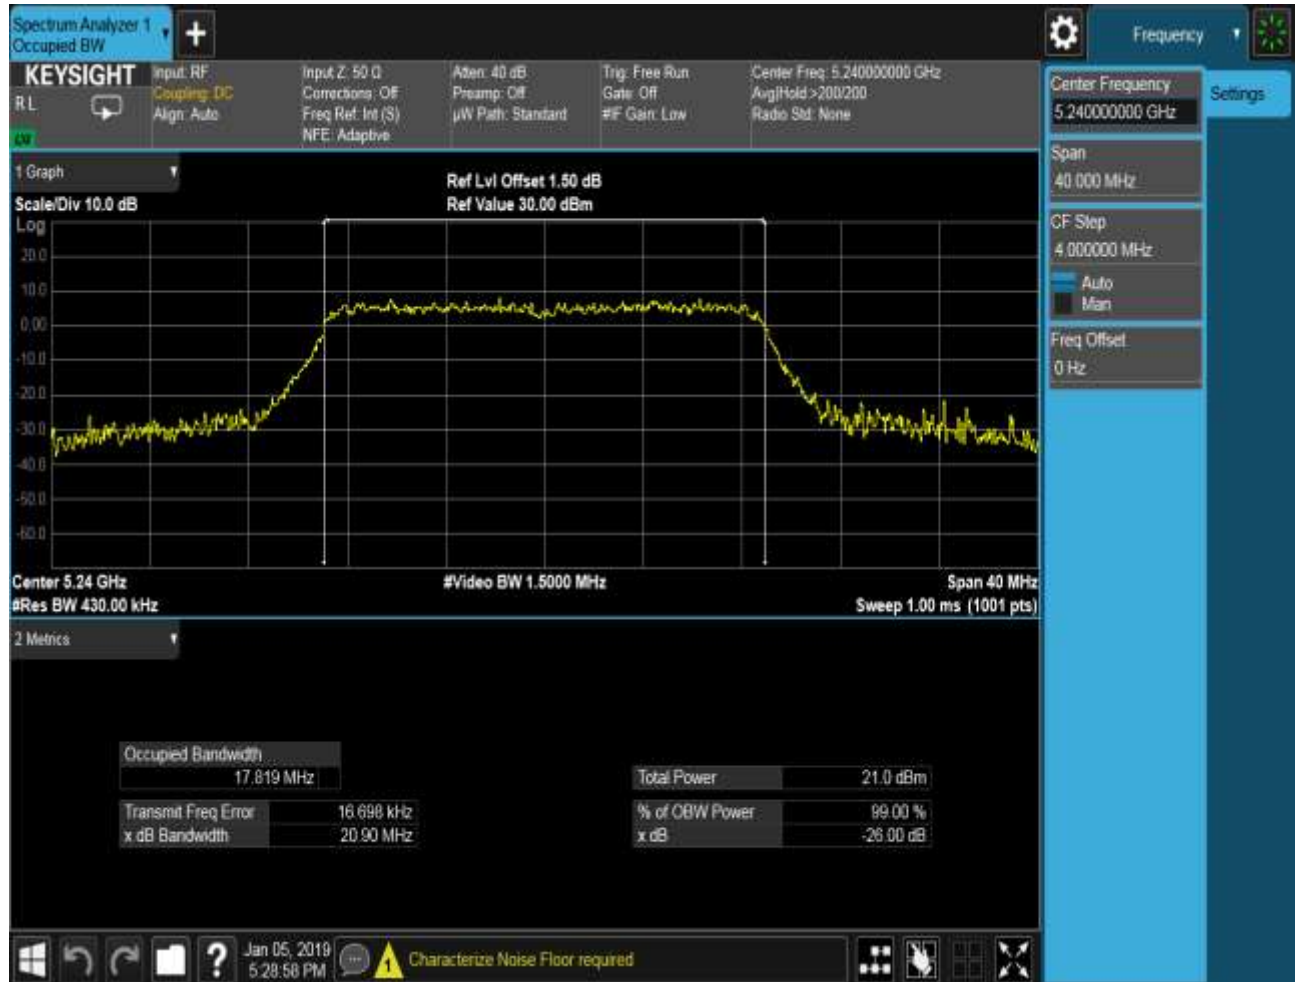 Spectrum Analyzer 1
Occupied BW
Frequency
KEYSIGHT
RL
Input: RF
Coupling: DC
Align: Auto
Input Z: 50 Ω
Corrections: Off
Freq Ref: Int (S)
NFE: Adaptive
Atten: 40 dB
Preamp: Off
µW Path: Standard
Trig: Free Run
Gate: Off
#IF Gain: Low
Center Freq: 5.240000000 GHz
Avg|Hold:>200/200
Radio Std: None
Center Frequency
5.240000000 GHz
Settings
Span
40.000 MHz
CF Step
4.000000 MHz
Auto
Man
Freq Offset
0 Hz
1 Graph
Scale/Div 10.0 dB
Ref Lvl Offset 1.50 dB
Ref Value 30.00 dBm
Log
20.0
10.0
0.00
-10.0
-20.0
-30.0
-40.0
-50.0
-60.0
Center 5.24 GHz
#Video BW 1.5000 MHz
Span 40 MHz
#Res BW 430.00 kHz
Sweep 1.00 ms (1001 pts)
2 Metrics
Occupied Bandwidth
17.819 MHz
Total Power 21.0 dBm
Transmit Freq Error 16.698 kHz
% of OBW Power 99.00 %
x dB Bandwidth 20.90 MHz
x dB -26.00 dB
?
Jan 05, 2019
5:28:58 PM
1
Characterize Noise Floor required